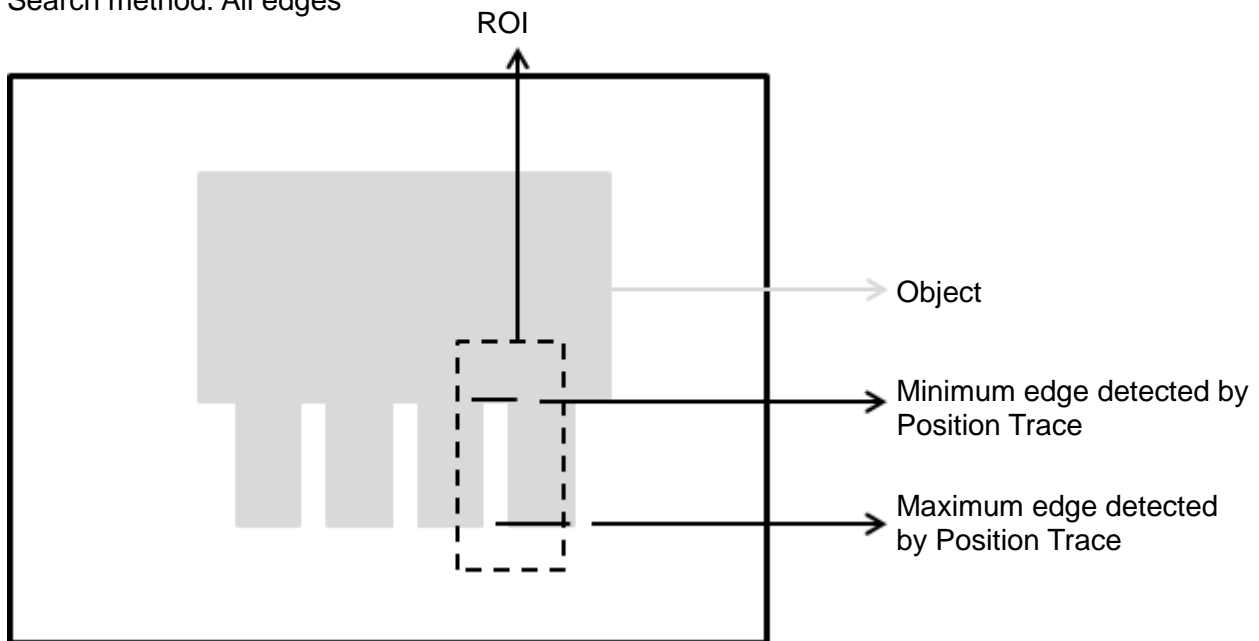 Search method: All edges
ROI
Object
Minimum edge detected by
Position Trace
Maximum edge detected
by Position Trace